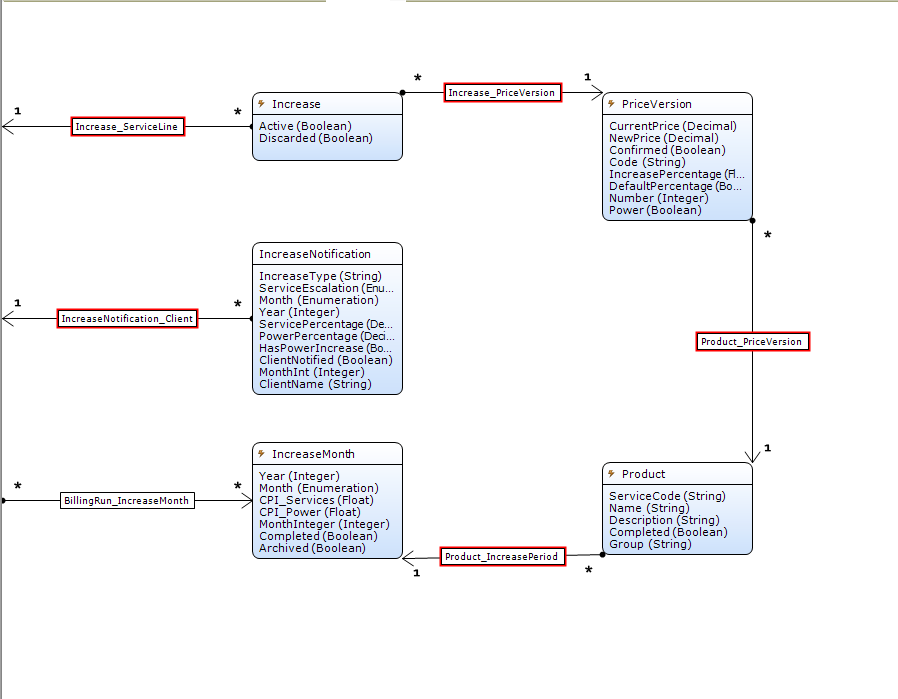 * 1
Increase_PriceVersion
1 *
Increase_ServiceLine
Increase
Active (Boolean)
Discarded (Boolean)
PriceVersion
CurrentPrice (Decimal)
NewPrice (Decimal)
Confirmed (Boolean)
Code (String)
IncreasePercentage (Fl...
DefaultPercentage (Bo...
Number (Integer)
Power (Boolean)
*
Product_PriceVersion
1
1 *
IncreaseNotification_Client
IncreaseNotification
IncreaseType (String)
ServiceEscalation (Enu...
Month (Enumeration)
Year (Integer)
ServicePercentage (De...
PowerPercentage (Deci...
HasPowerIncrease (Bo...
ClientNotified (Boolean)
MonthInt (Integer)
ClientName (String)
* *
BillingRun_IncreaseMonth
IncreaseMonth
Year (Integer)
Month (Enumeration)
CPI_Services (Float)
CPI_Power (Float)
MonthInteger (Integer)
Completed (Boolean)
Archived (Boolean)
Product
ServiceCode (String)
Name (String)
Description (String)
Completed (Boolean)
Group (String)
Product_IncreasePeriod
1 *